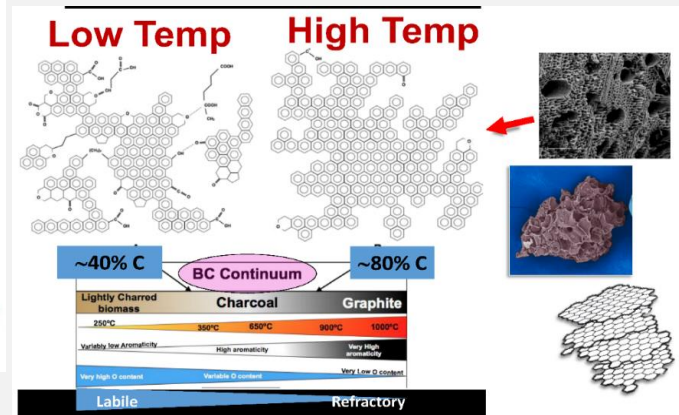 Low Temp
High Temp
~40% C
BC Continuum
~80% C
Lightly Charred
biomass
Charcoal
Graphite
250°C
350°C
650°C
900°C
1000°C
Variably low Aromaticity
High aromaticity
Very High
aromaticity
Very High O content
Variable O content
Very Low O content
Labile
Refractory